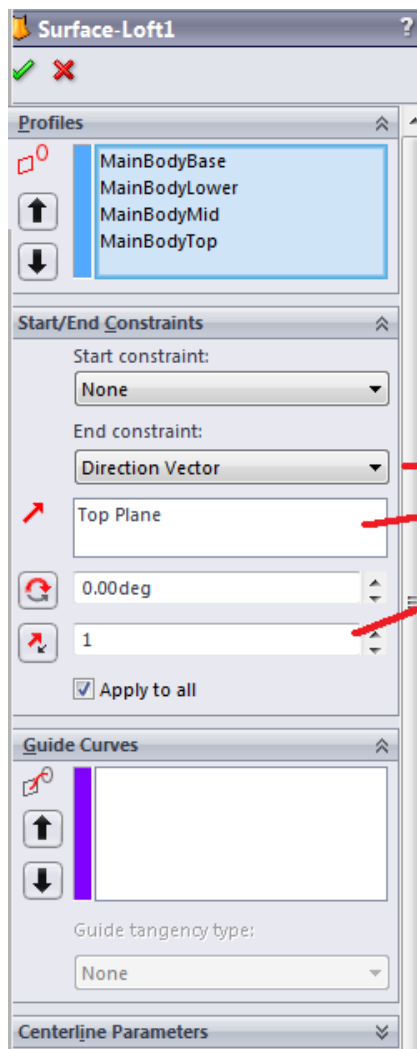 Surface-Loft1 ?
Profiles
MainBodyBase
MainBodyLower
MainBodyMid
MainBodyTop
Start/End Constraints
Start constraint:
None
End constraint:
Direction Vector
Top Plane
0.00deg
1
Apply to all
Guide Curves
Guide tangency type:
None
Centerline Parameters